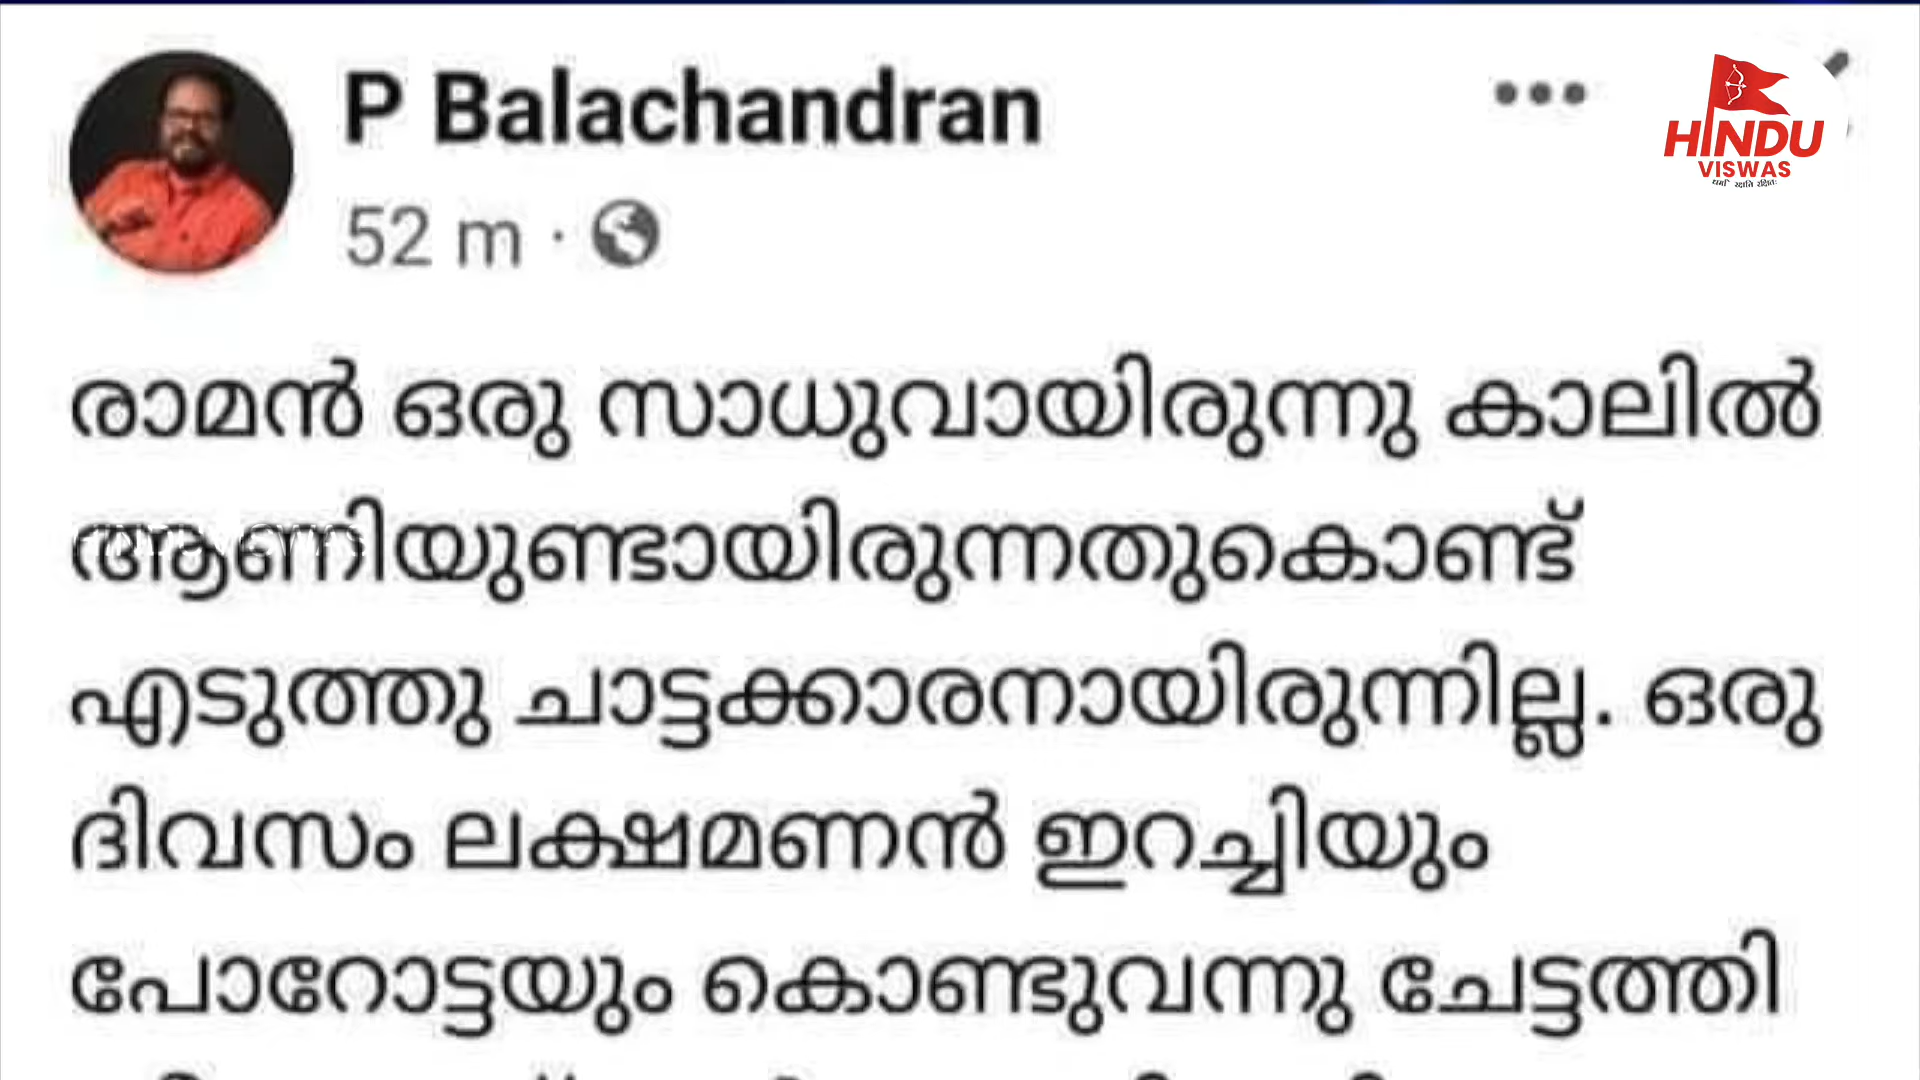 P Balachandran
52 m
HINDU
VISWAS
രാമൻ ഒരു സാധുവായിരുന്നു കാലിൽ
ആണിയുണ്ടായിരുന്നതുകൊണ്ട്
എടുത്തു ചാട്ടക്കാരനായിരുന്നില്ല. ഒരു
ദിവസം ലക്ഷമണൻ ഇറച്ചിയും
പോറോട്ടയും കൊണ്ടുവന്നു ചേട്ടത്തി